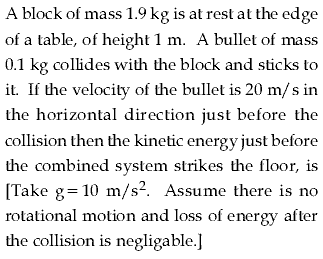 A block of mass 1.9 kg is at rest at the edge
of a table, of height 1 m. A bullet of mass
0.1 kg collides with the block and sticks to
it. If the velocity of the bullet is 20 m/s in
the horizontal direction just before the
collision then the kinetic energy just before
the combined system strikes the floor, is
[Take g = 10 m/s². Assume there is no
rotational motion and loss of energy after
the collision is negligable.]